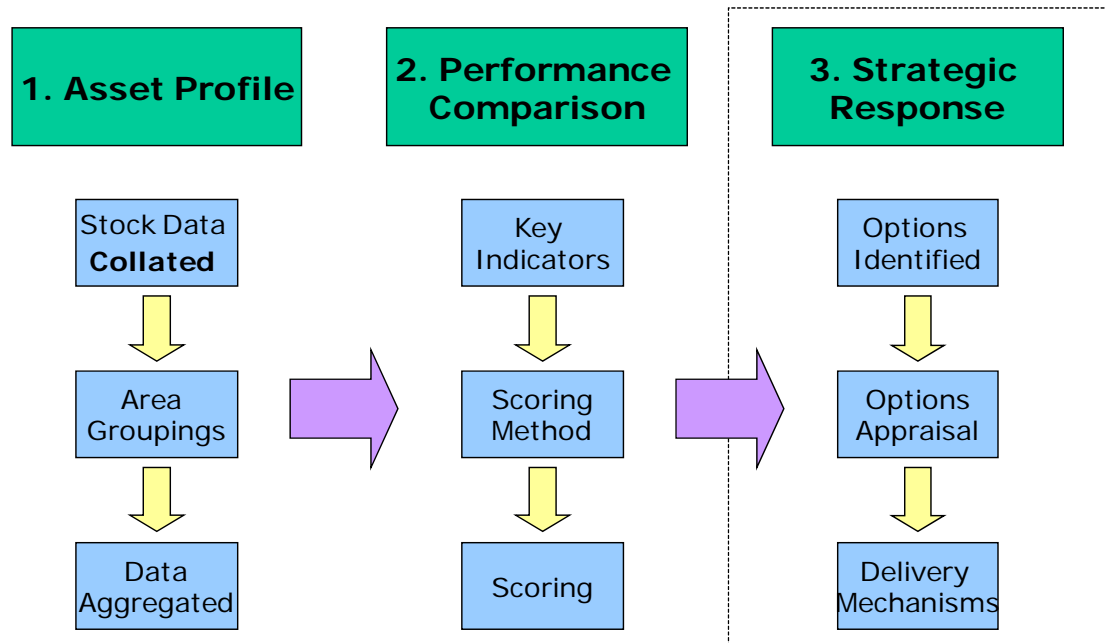 1. Asset Profile
2. Performance
Comparison
3. Strategic
Response
Stock Data
Collated
Area
Groupings
Data
Aggregated
Key
Indicators
Scoring
Method
Scoring
Options
Identified
Options
Appraisal
Delivery
Mechanisms